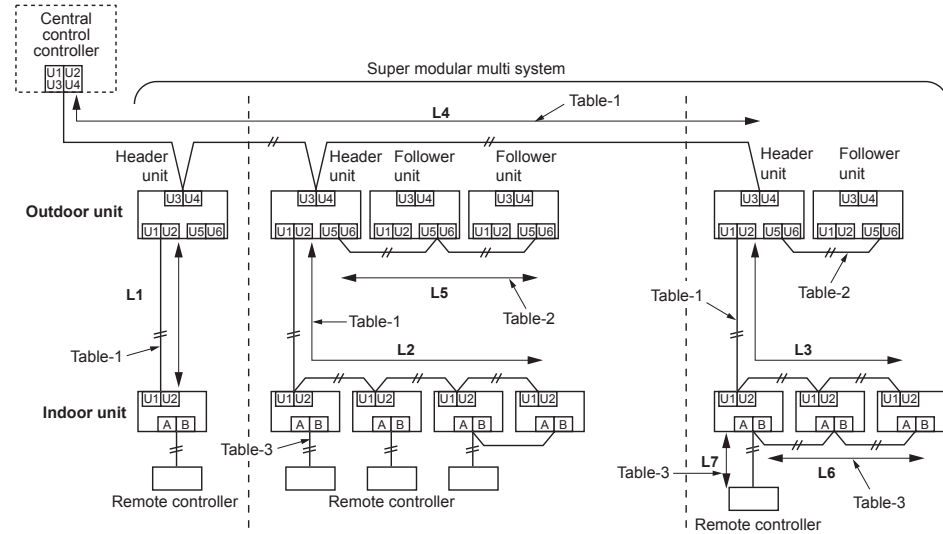 Central
control
controller
U1 U2
U3 U4
Super modular multi system
L4
Table-1
Header
unit
Header
unit
Follower
unit
Follower
unit
Header
unit
Follower
unit
Outdoor unit
U3 U4
U3 U4
U3 U4
U3 U4
U3 U4
U3 U4
U1 U2 U5 U6
U1 U2 U5 U6
U1 U2 U5 U6
U1 U2 U5 U6
U1 U2 U5 U6
U1 U2 U5 U6
L1
L5
Table-1
Table-2
Table-1
Table-2
Table-1
L2
L3
Indoor unit
U1 U2
U1 U2
U1 U2
U1 U2
U1 U2
U1 U2
U1 U2
U1 U2
A B
A B
A B
A B
A B
A B
A B
A B
Table-3
L7
L6
Table-3
Table-3
Remote controller
Remote controller
Remote controller